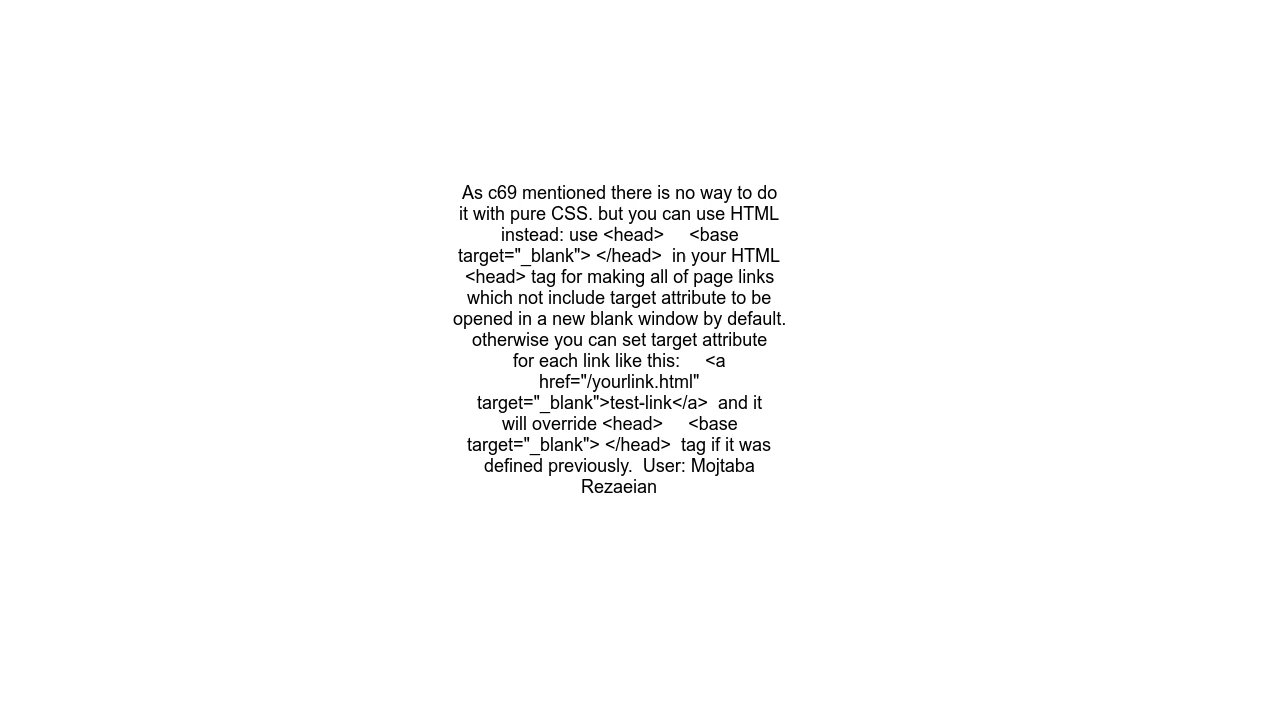 As c69 mentioned there is no way to do
it with pure CSS. but you can use HTML
instead: use <head>     <base
target="_blank"> </head>  in your HTML
<head> tag for making all of page links
which not include target attribute to be
opened in a new blank window by default.
otherwise you can set target attribute
for each link like this:     <a
href="/yourlink.html"
target="_blank">test-link</a>  and it
will override <head>     <base
target="_blank"> </head>  tag if it was
defined previously.  User: Mojtaba
Rezaeian